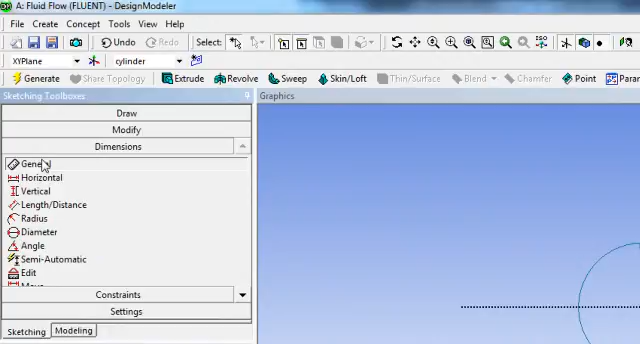 A: Fluid Flow (FLUENT) - DesignModeler
File Create Concept Tools View Help
Undo Redo Select:
XYPlane cylinder
Generate Share Topology Extrude Revolve Sweep Skin/Loft Thin/Surface Blend Chamfer Point
Sketching Toolboxes Graphics
Draw
Modify
Dimensions
General
Horizontal
Vertical
Length/Distance
Radius
Diameter
Angle
Semi-Automatic
Edit
Move
Constraints
Settings
Sketching Modeling